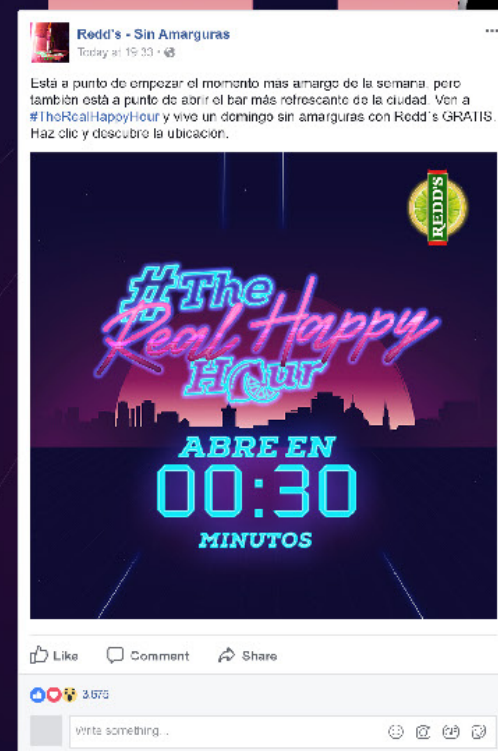 Redd's - Sin Amarguras
Today at 19:33
Está a punto de empezar el momento más amargo de la semana, pero
también está a punto de abrir el bar más refrescante de la ciudad. Ven a
#TheRealHappyHour y vive un domingo sin amarguras con Redd´s GRATIS.
Haz clic y descubre la ubicación.
REDD'S
#The
Real Happy
Hour
ABRE EN
00:30
MINUTOS
Like Comment Share
3.675
Write something...